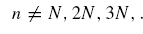 n ≠ N, 2N, 3N, .